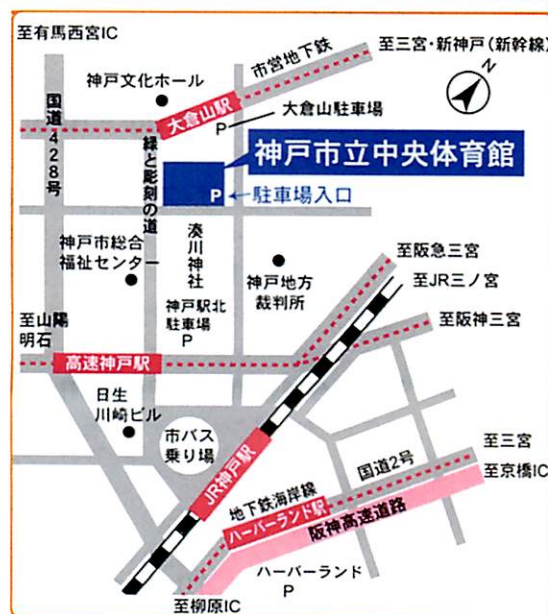 至有馬西宮IC
至三宮・新神戸(新幹線)
市営地下鉄
N
神戸文化ホール
大倉山駅
大倉山駐車場
P
国道428号
緑と彫刻の道
神戸市立中央体育館
P
駐車場入口
湊川神社
神戸市総合
福祉センター
神戸地方
裁判所
至阪急三宮
至JR三ノ宮
至阪神三宮
神戸駅北
駐車場
P
至山陽
明石
高速神戸駅
日生
川崎ビル
市バス
乗り場
JR神戸駅
至三宮
国道2号
至京橋IC
地下鉄海岸線
ハーバーランド駅
阪神高速道路
ハーバーランド
P
至柳原IC